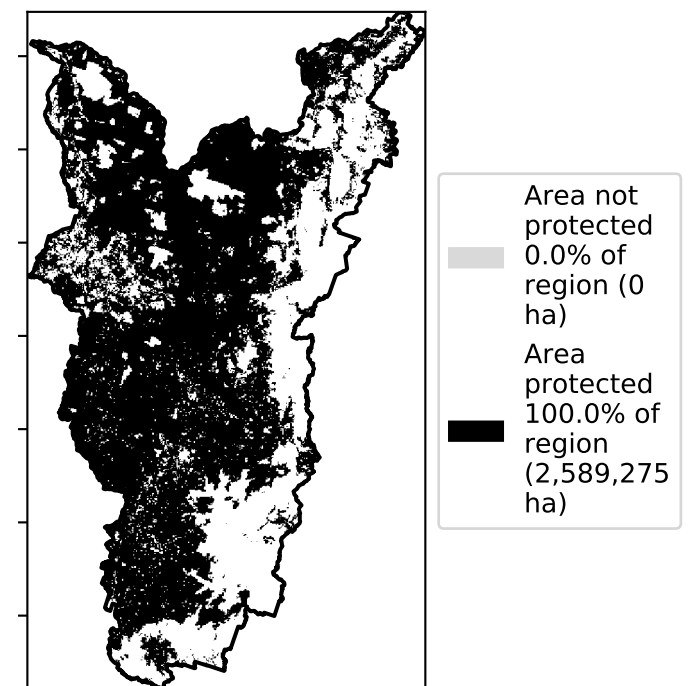 Area not
protected
0.0% of
region (0
ha)
Area
protected
100.0% of
region
(2,589,275
ha)